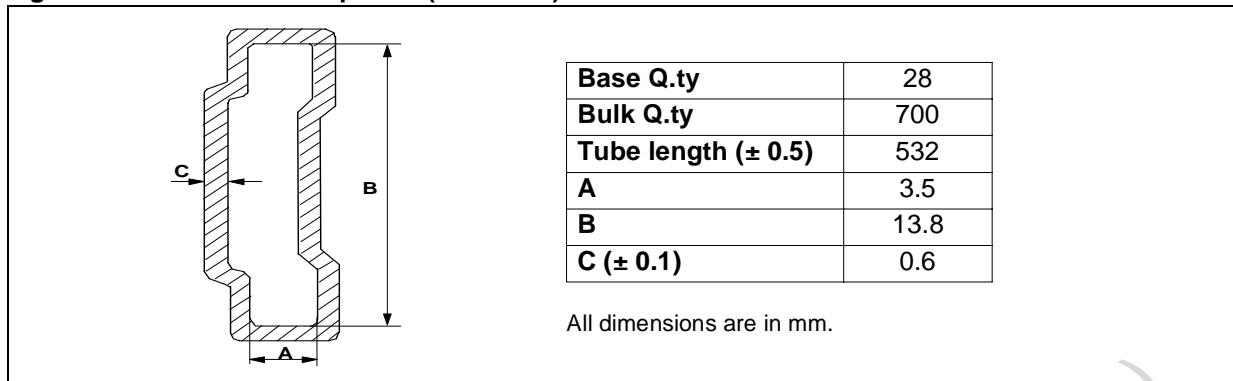 C
B
A
Base Q.ty 28
Bulk Q.ty 700
Tube length (± 0.5) 532
A 3.5
B 13.8
C (± 0.1) 0.6
All dimensions are in mm.